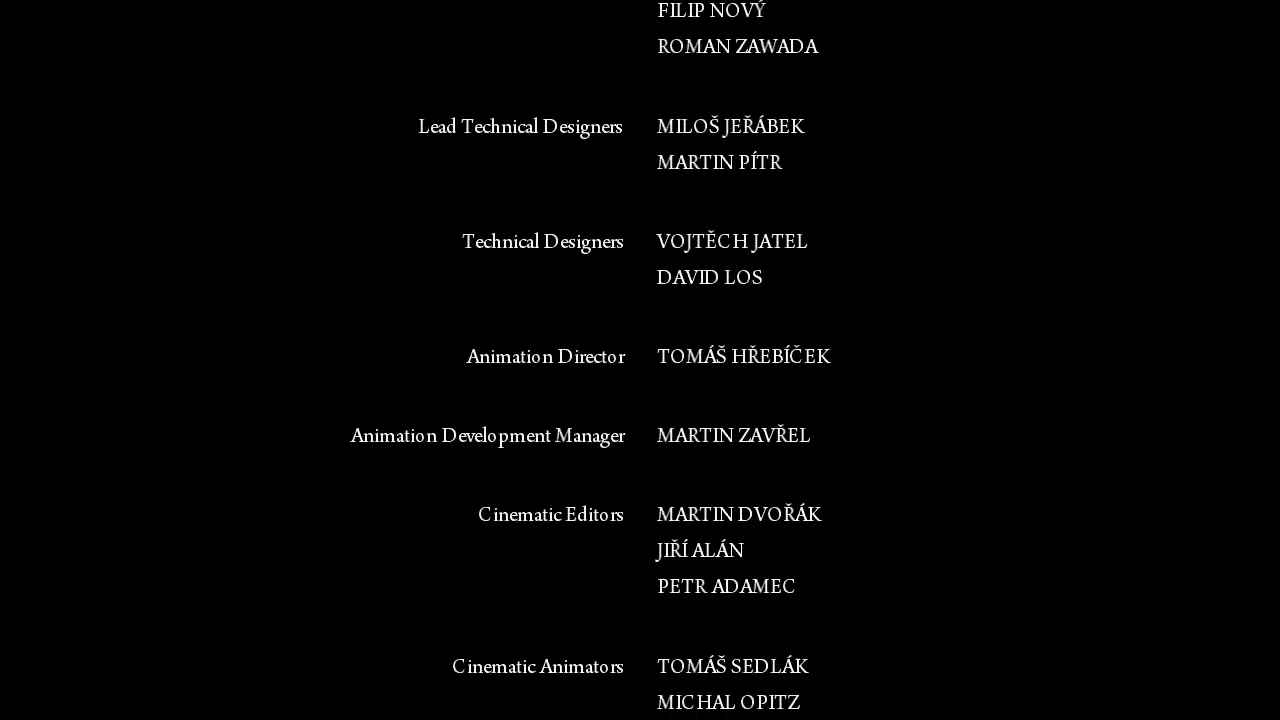 FILIP NOVÝ
ROMAN ZAWADA
Lead Technical Designers MILOŠ JEŘÁBEK
MARTIN PÍTR
Technical Designers VOJTĚCH JATEL
DAVID LOS
Animation Director TOMÁŠ HŘEBÍČEK
Animation Development Manager MARTIN ZAVŘEL
Cinematic Editors MARTIN DVOŘÁK
JIŘÍ ALÁN
PETR ADAMEC
Cinematic Animators TOMÁŠ SEDLÁK
MICHAL OPITZ